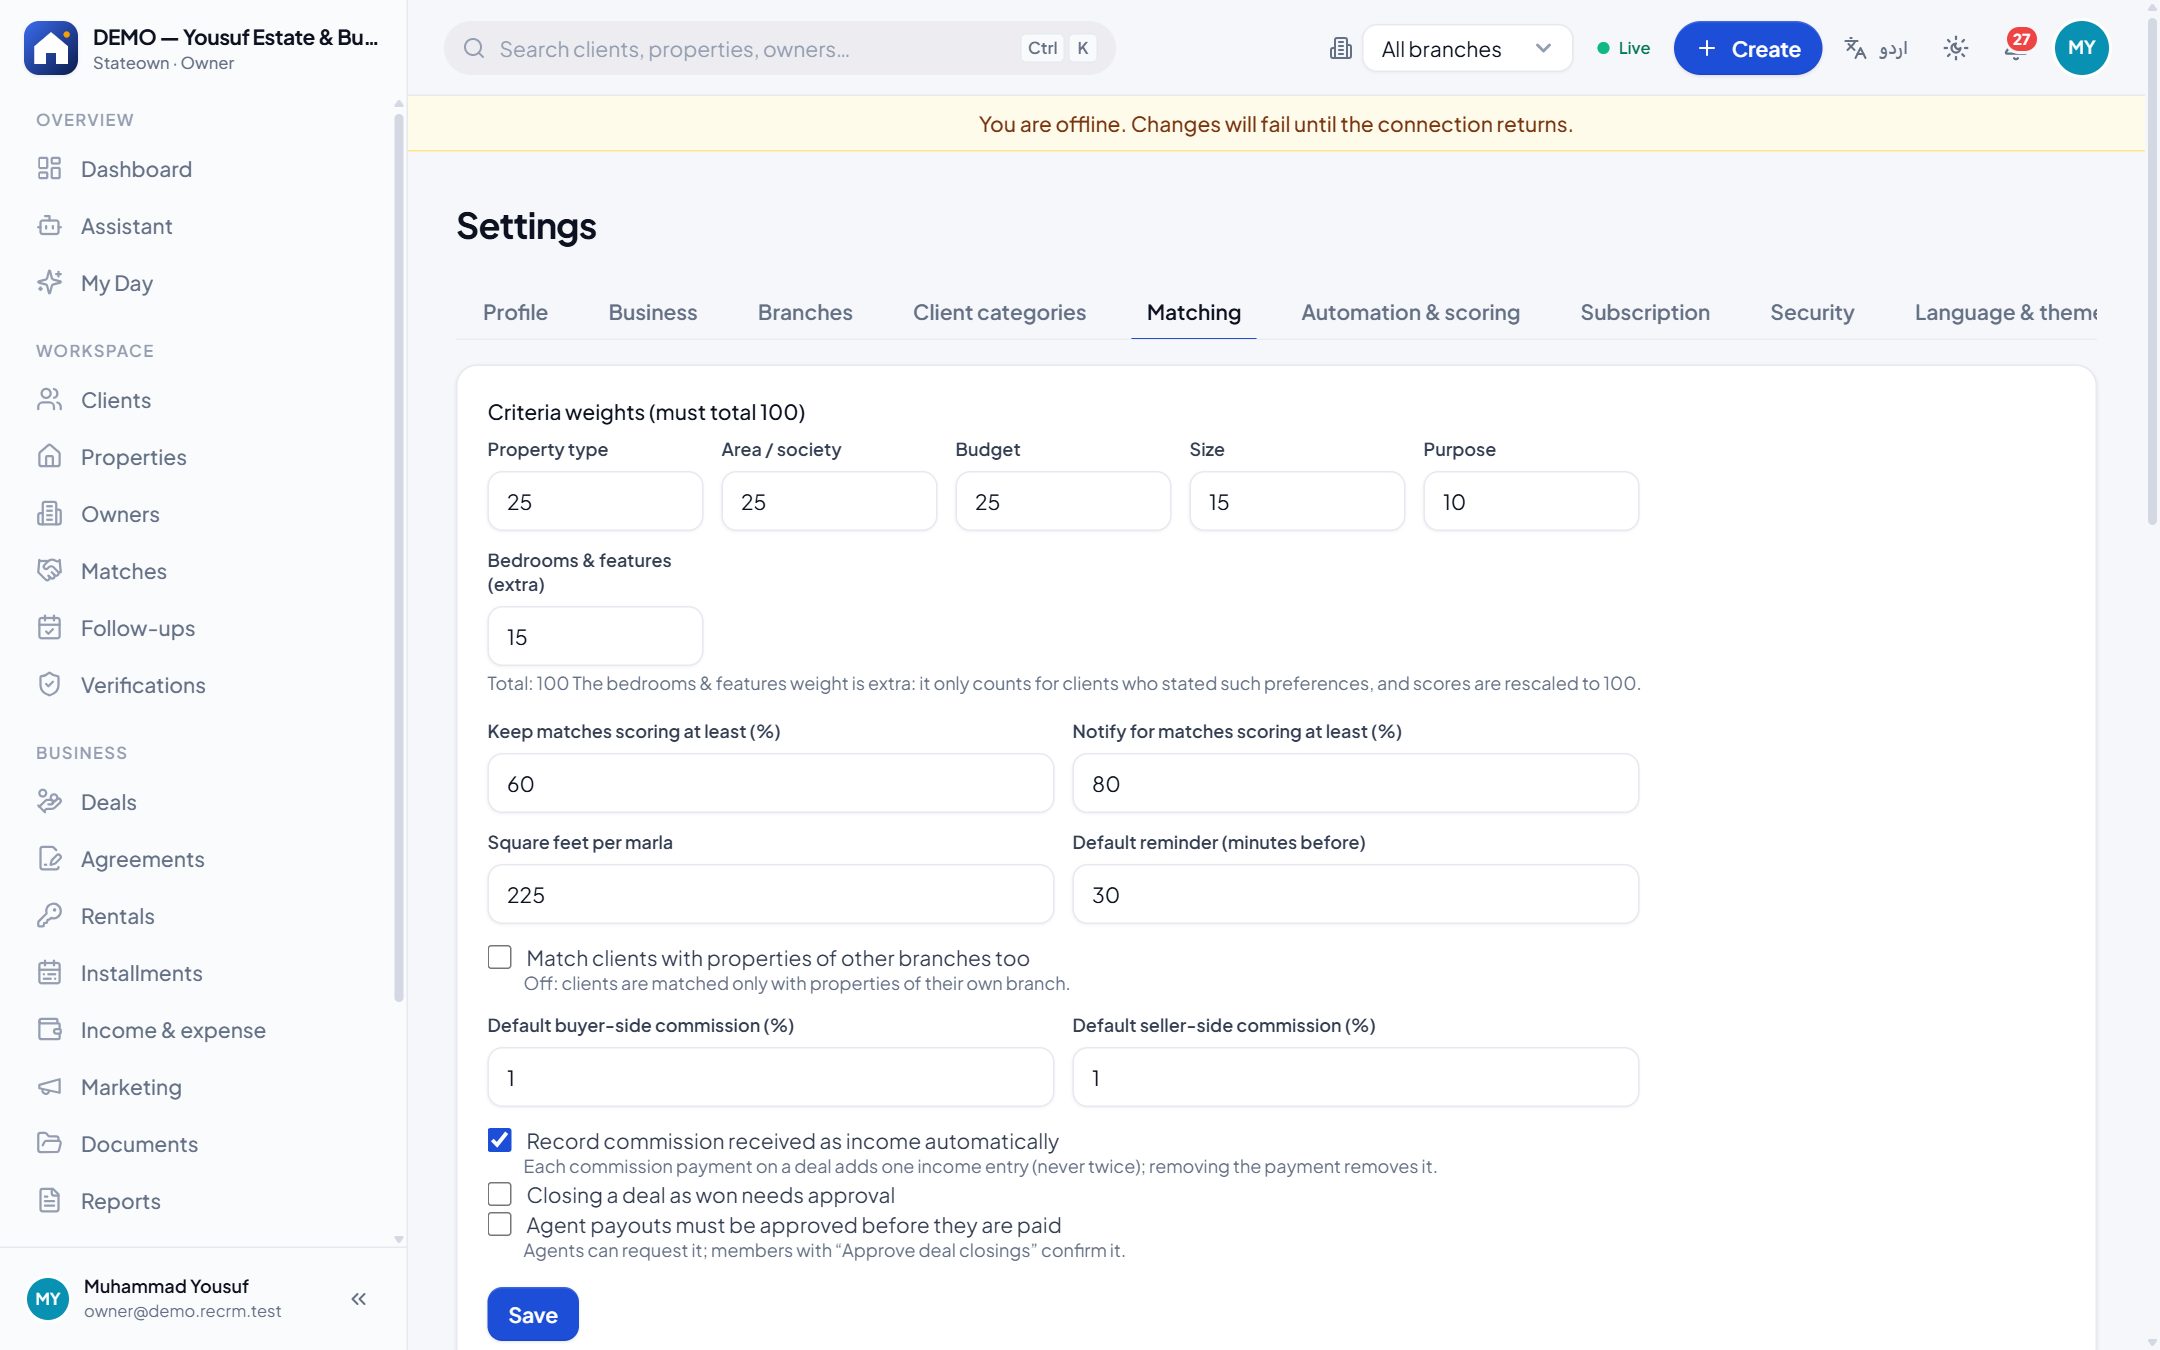 DEMO — Yousuf Estate & Bu...
Stateown · Owner
Search clients, properties, owners...
Ctrl K
All branches
Live
+ Create
اردو
27
MY
You are offline. Changes will fail until the connection returns.
OVERVIEW
Dashboard
Assistant
My Day
WORKSPACE
Clients
Properties
Owners
Matches
Follow-ups
Verifications
BUSINESS
Deals
Agreements
Rentals
Installments
Income & expense
Marketing
Documents
Reports
MY
Muhammad Yousuf
owner@demo.recrm.test
Settings
Profile Business Branches Client categories Matching Automation & scoring Subscription Security Language & theme
Criteria weights (must total 100)
Property type Area / society Budget Size Purpose
25 25 25 15 10
Bedrooms & features
(extra)
15
Total: 100 The bedrooms & features weight is extra: it only counts for clients who stated such preferences, and scores are rescaled to 100.
Keep matches scoring at least (%) Notify for matches scoring at least (%)
60 80
Square feet per marla Default reminder (minutes before)
225 30
Match clients with properties of other branches too
Off: clients are matched only with properties of their own branch.
Default buyer-side commission (%) Default seller-side commission (%)
1 1
Record commission received as income automatically
Each commission payment on a deal adds one income entry (never twice); removing the payment removes it.
Closing a deal as won needs approval
Agent payouts must be approved before they are paid
Agents can request it; members with “Approve deal closings” confirm it.
Save